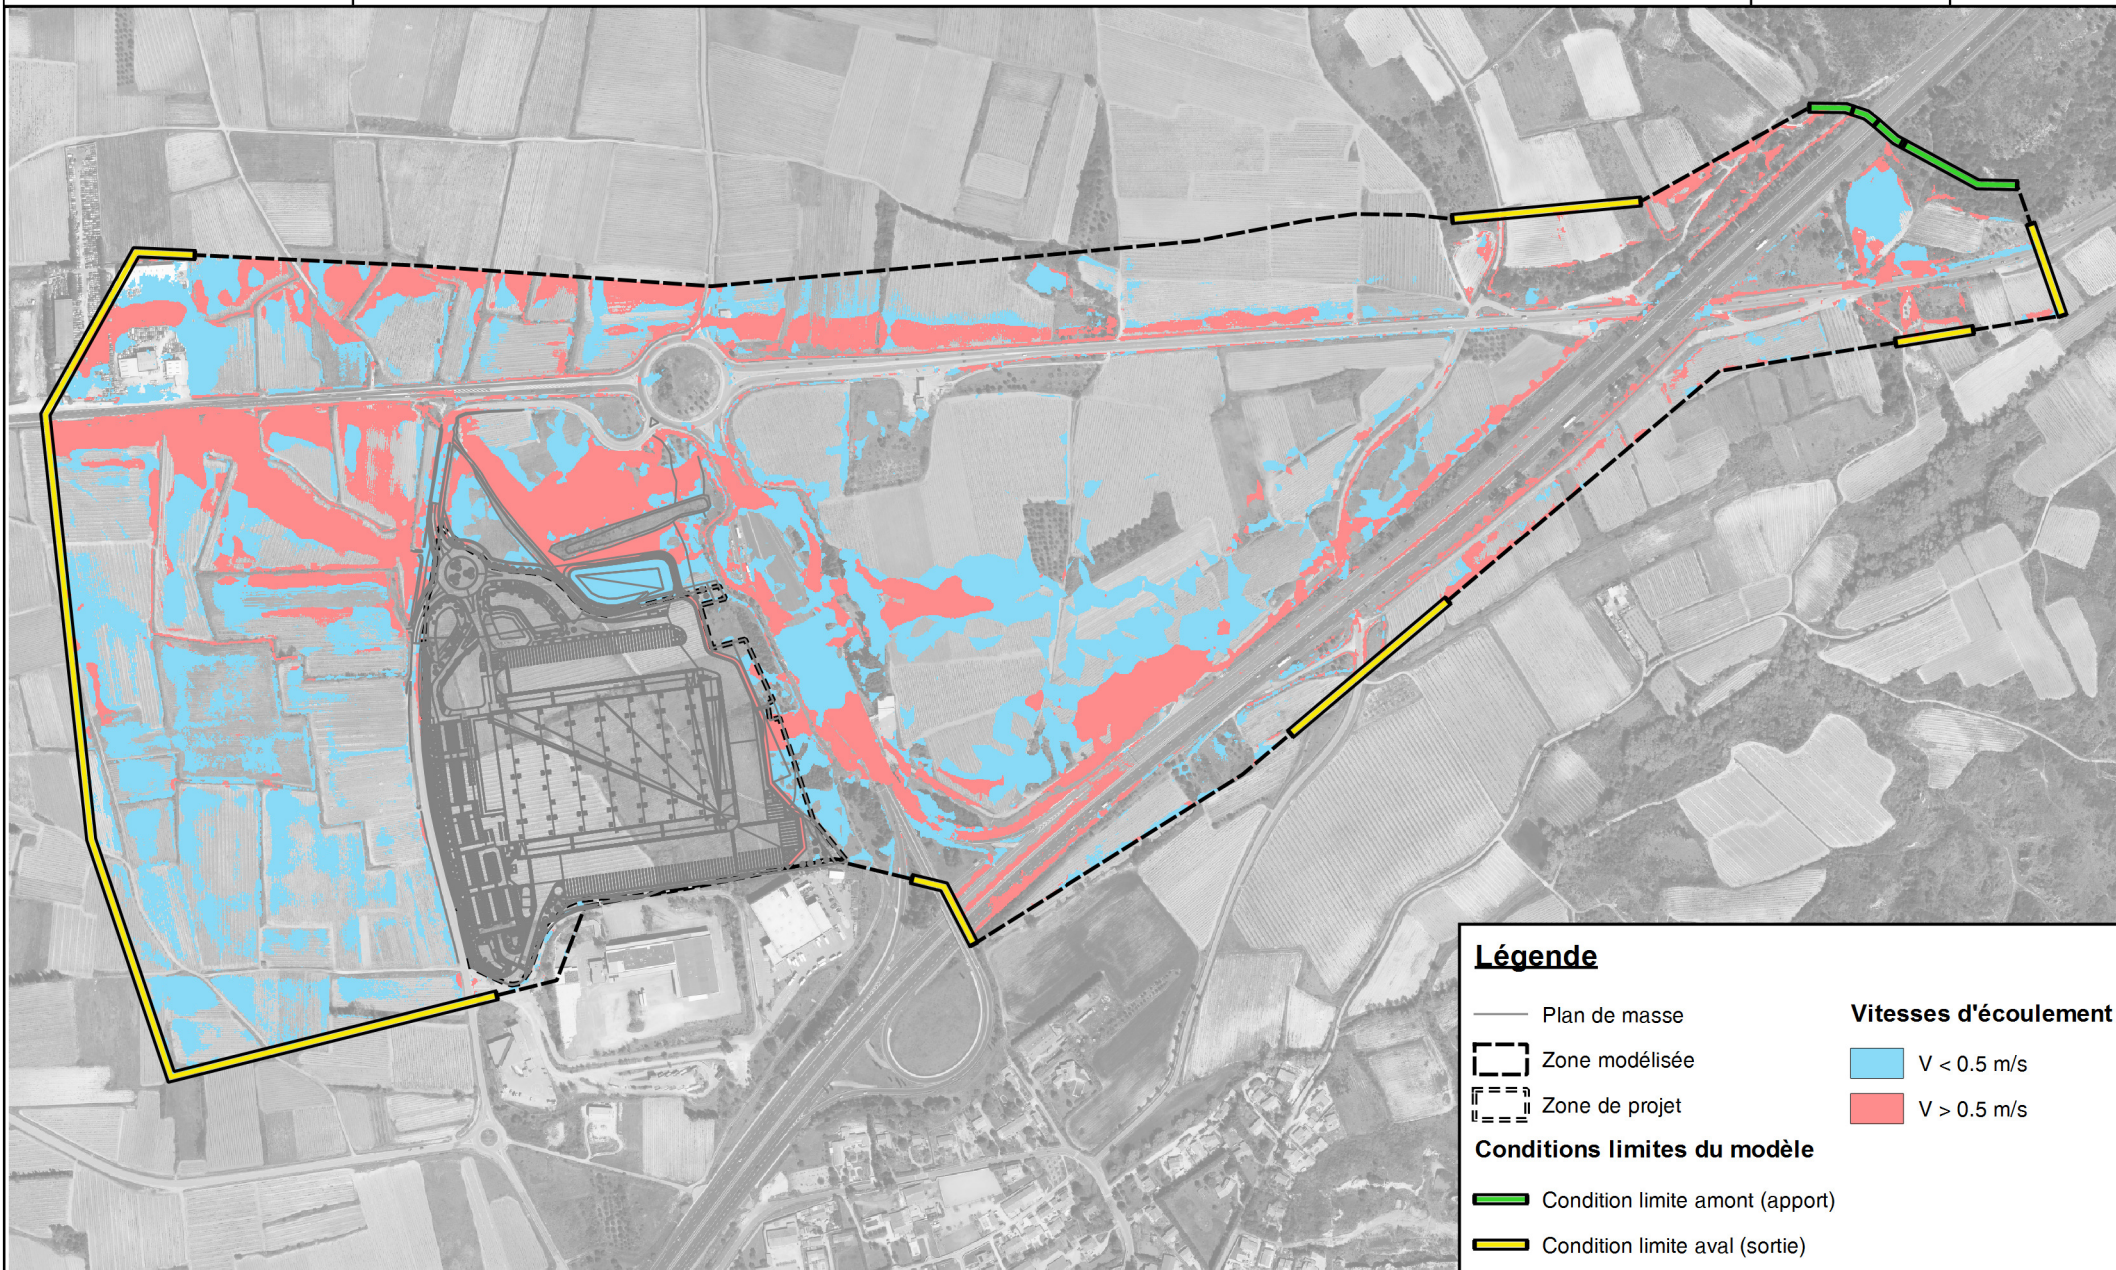 Légende
Plan de masse
Zone modélisée
Zone de projet
Conditions limites du modèle
Condition limite amont (apport)
Condition limite aval (sortie)
Vitesses d'écoulement
V < 0.5 m/s
V > 0.5 m/s